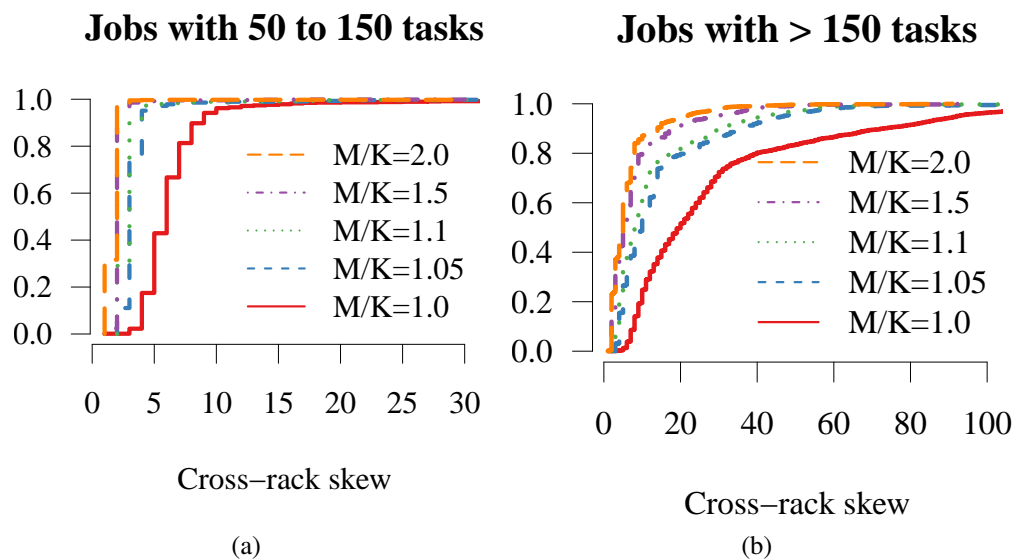 Jobs with 50 to 150 tasks
1.0
0.8
0.6
0.4
0.2
0.0
M/K=2.0
M/K=1.5
M/K=1.1
M/K=1.05
M/K=1.0
0 5 10 15 20 25 30
Cross−rack skew
(a)
Jobs with > 150 tasks
1.0
0.8
0.6
0.4
0.2
0.0
M/K=2.0
M/K=1.5
M/K=1.1
M/K=1.05
M/K=1.0
0 20 40 60 80 100
Cross−rack skew
(b)